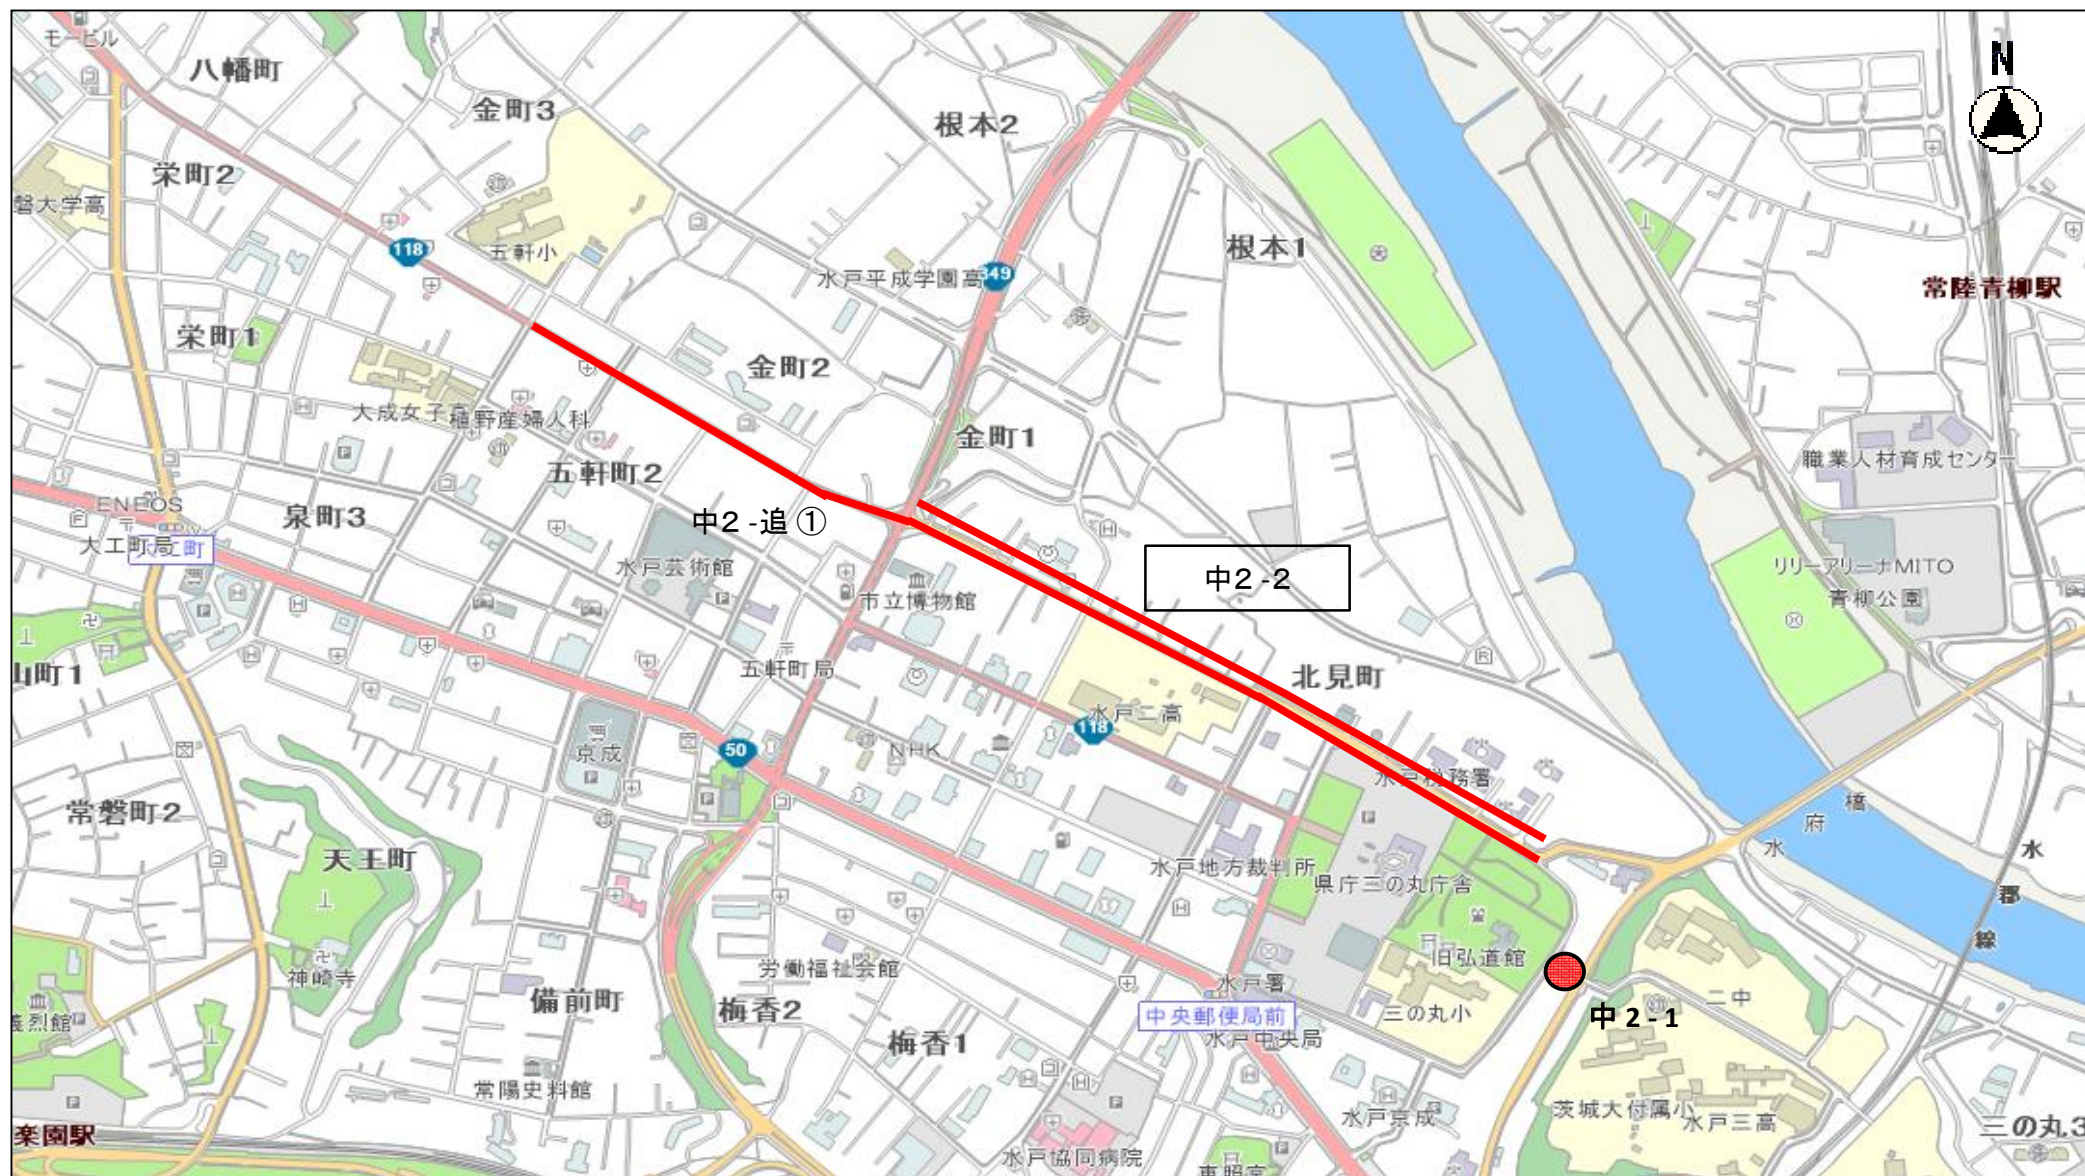 モービル
八幡町
金町3
根本2
N
栄町2
磐大学高
118
五軒小
水戸平成学園高
349
根本1
常陸青柳駅
栄町1
金町2
大成女子高
植野産婦人科
金町1
五軒町2
職業人材育成センター
ENEOS
泉町3
中2-追①
大工町局
大工町
水戸芸術館
市立博物館
中2-2
リリーアリーナMITO
青柳公園
山町1
五軒町局
北見町
水戸二高
118
50
NHK
京成
水戸税務署
常磐町2
水府橋
天王町
水戸地方裁判所
県庁三の丸庁舎
水郡線
神崎寺
労働福祉会館
旧弘道館
備前町
梅香2
水戸署
義烈館
中央郵便局前
三の丸小
二中
中2-1
水戸中央局
梅香1
常陽史料館
水戸京成
茨城大付属小
水戸三高
楽園駅
三の丸3
水戸協同病院
東照宮